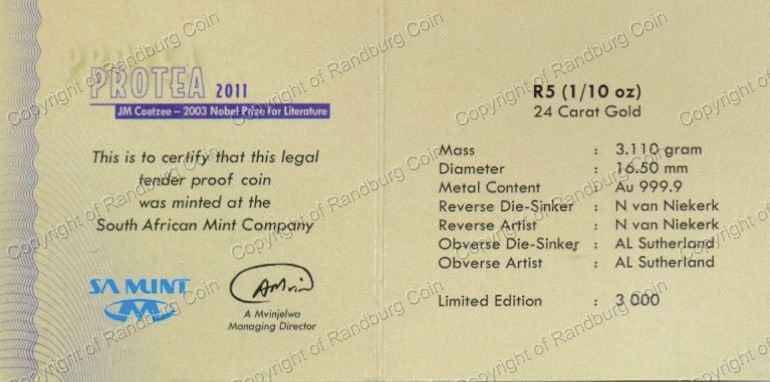 PROTEA 2011
JM Coetzee – 2003 Nobel Prize for Literature
This is to certify that this legal
tender proof coin
was minted at the
South African Mint Company
SA MINT
A Mvinjelwa
Managing Director
R5 (1/10 oz)
24 Carat Gold
Mass : 3.110 gram
Diameter : 16.50 mm
Metal Content : Au 999.9
Reverse Die-Sinker : N van Niekerk
Reverse Artist : N van Niekerk
Obverse Die-Sinker : AL Sutherland
Obverse Artist : AL Sutherland
Limited Edition : 3 000
Copyright of Randburg Coin